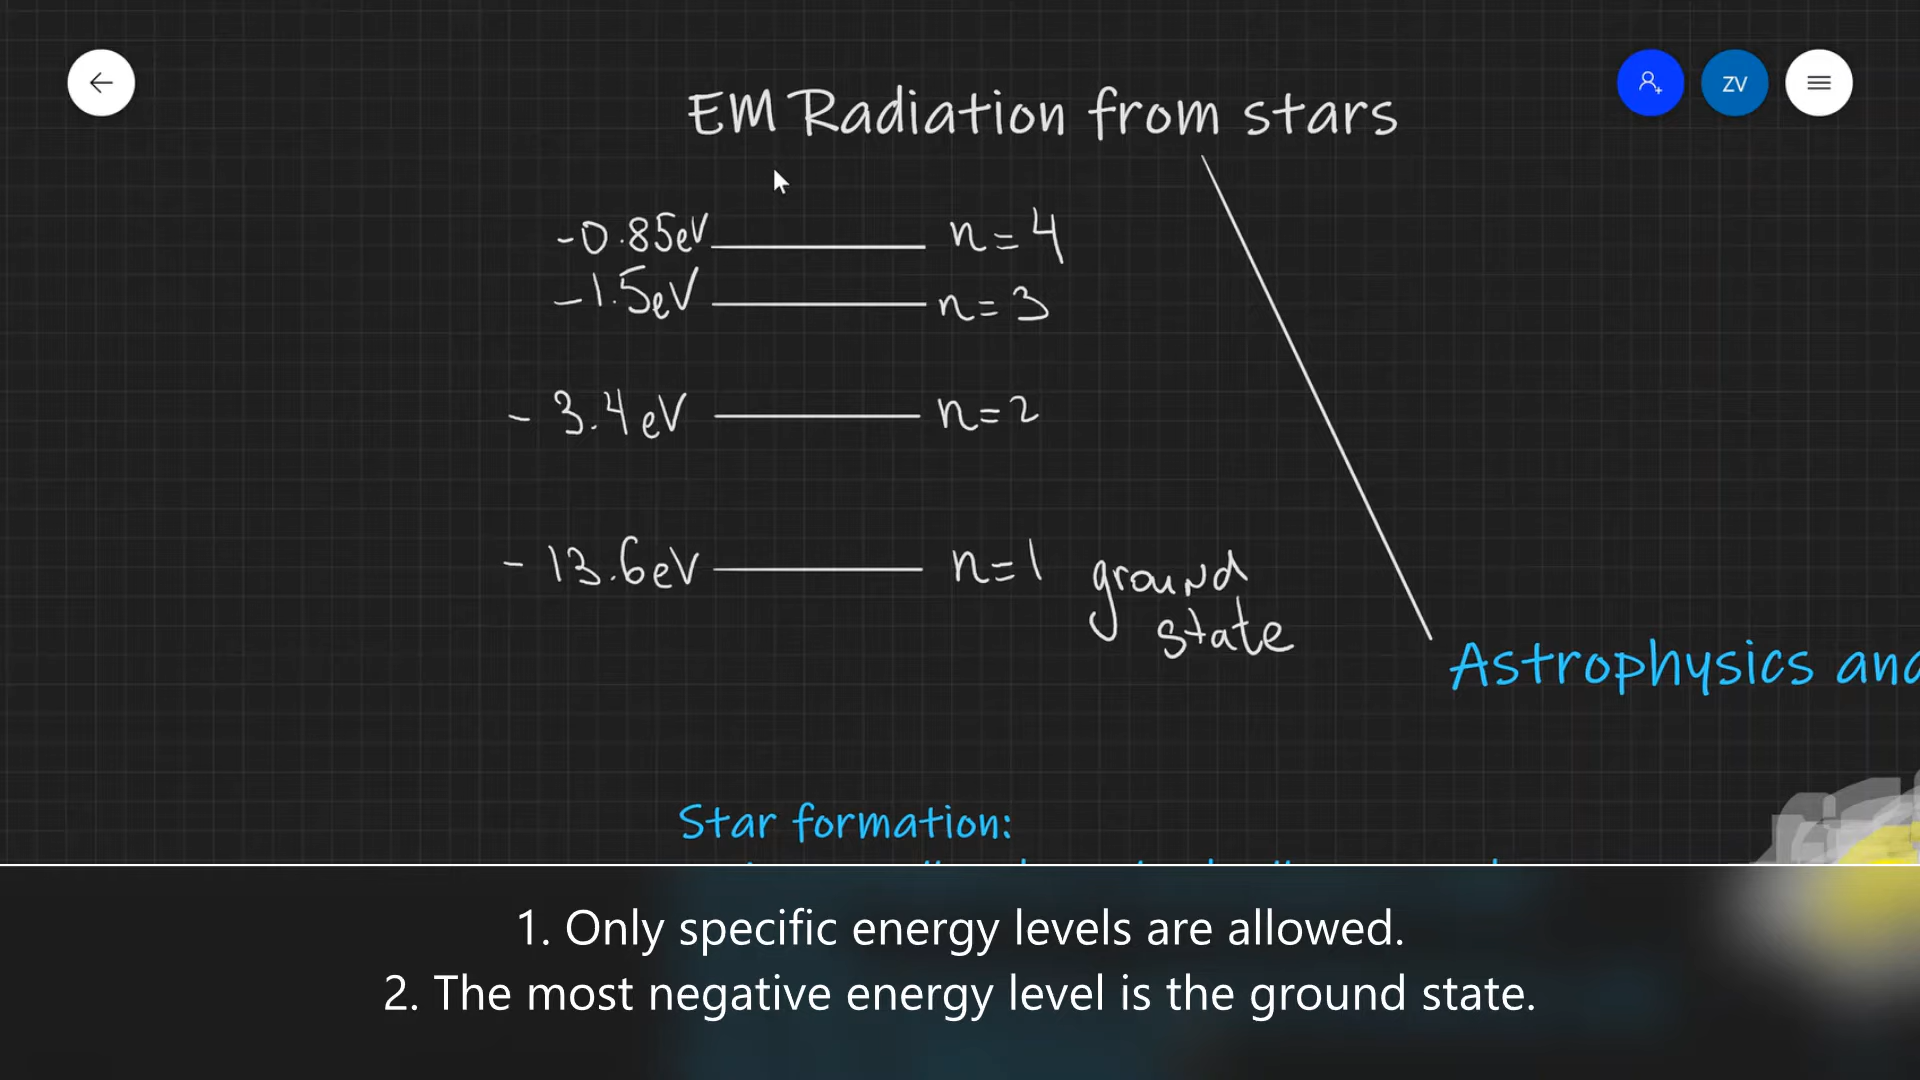 EM Radiation from stars
ZV
-0.85eV n=4
-1.5eV n=3
- 3.4eV n=2
- 13.6eV n=1 ground
state
Astrophysics and
Star formation:
1. Only specific energy levels are allowed.
2. The most negative energy level is the ground state.